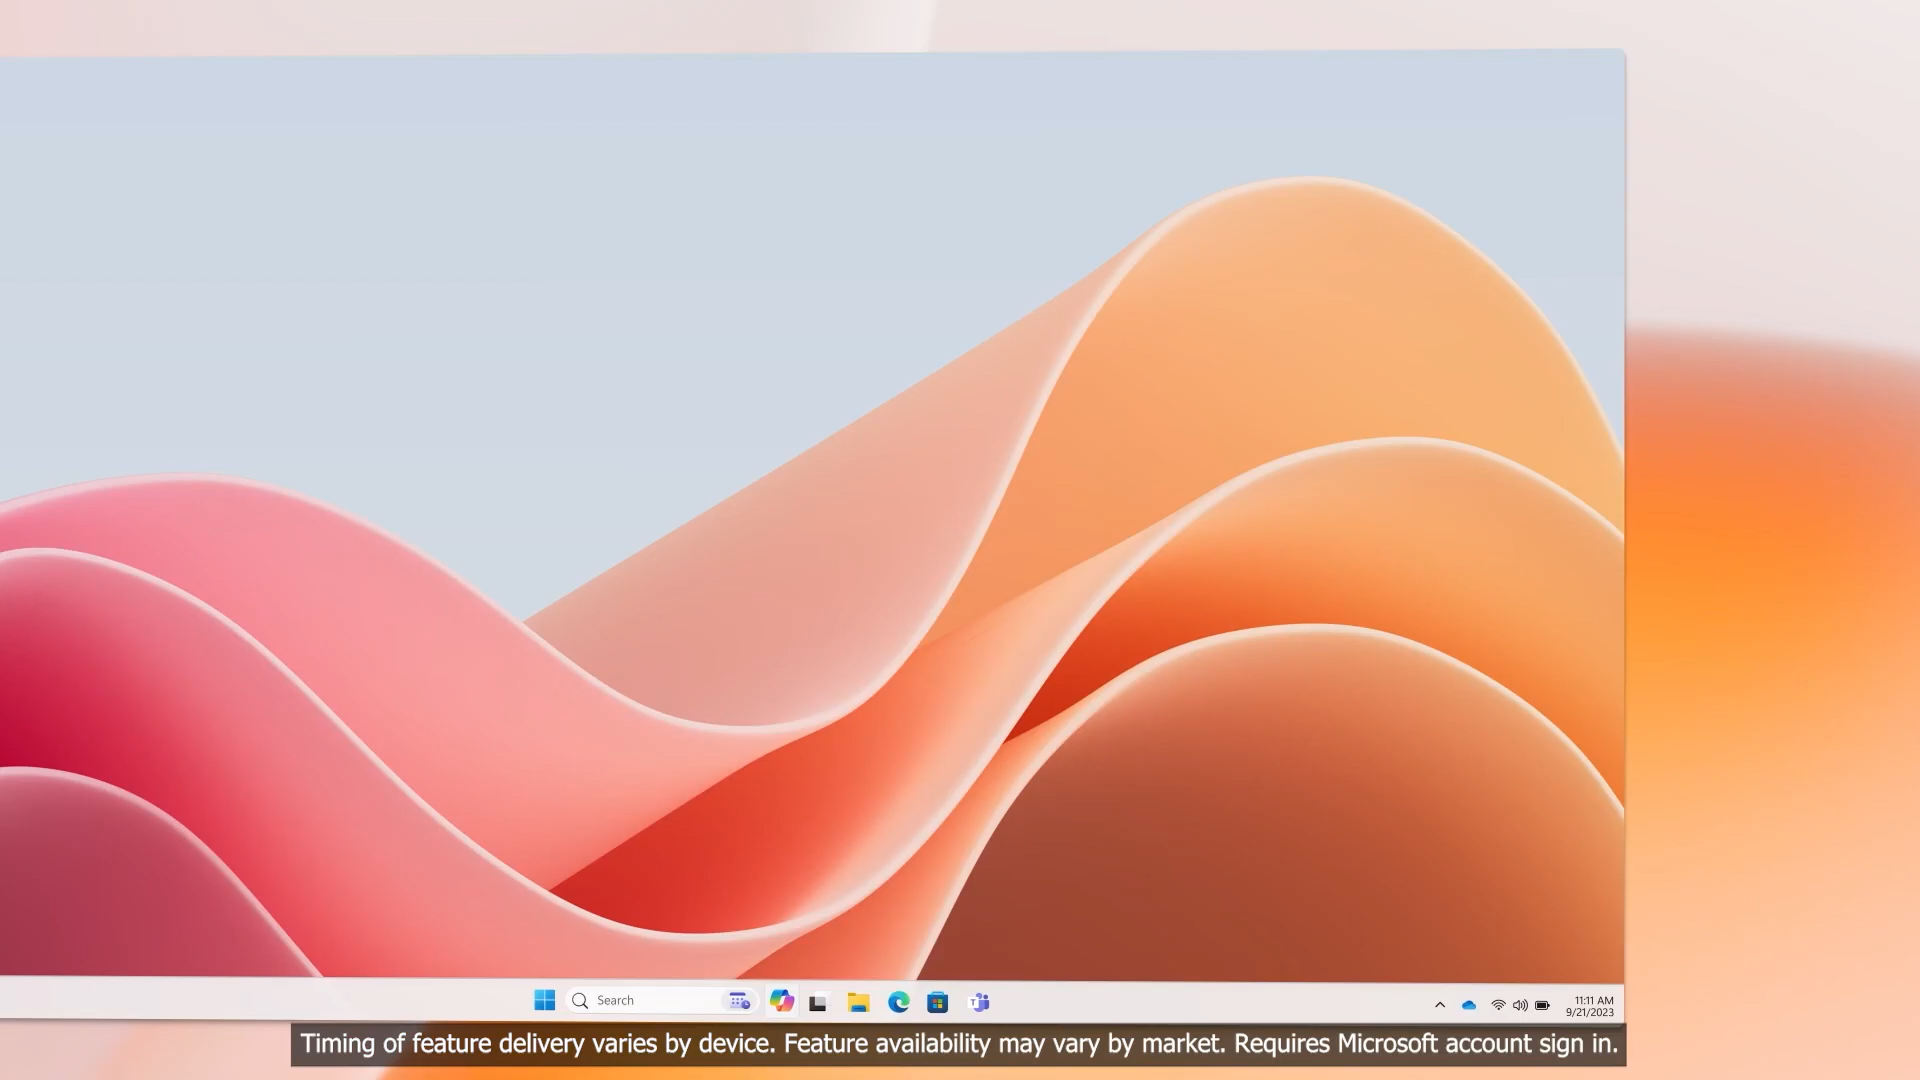 Search
11:11 AM
9/21/2023
Timing of feature delivery varies by device. Feature availability may vary by market. Requires Microsoft account sign in.